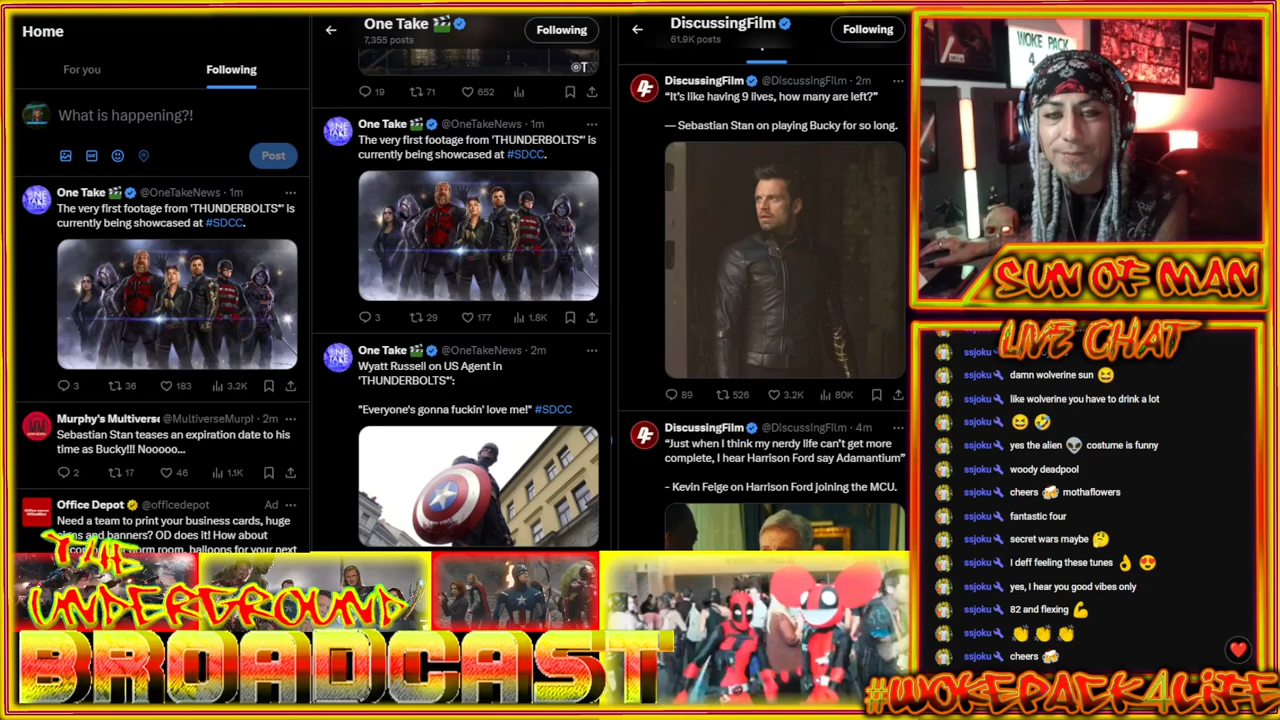 Home
For you
Following
What is happening?!
Post
One Take @OneTakeNews · 1m
The very first footage from 'THUNDERBOLTS*' is
currently being showcased at #SDCC.
3
36
183
3.2K
Murphy's Multiverse @MultiverseMurph · 2m
Sebastian Stan teases an expiration date to his
time as Bucky!!! Nooooo...
2
17
46
1.1K
Office Depot @officedepot
Ad
Need a team to print your business cards, huge
and banners? OD does it! How about
dorm room, balloons for your next
One Take
7,355 posts
Following
19
71
652
One Take @OneTakeNews · 1m
The very first footage from 'THUNDERBOLTS*' is
currently being showcased at #SDCC.
3
29
177
1.8K
One Take @OneTakeNews · 2m
Wyatt Russell on US Agent in
'THUNDERBOLTS*':
"Everyone's gonna fuckin' love me!" #SDCC
DiscussingFilm
61.9K posts
Following
DF
DiscussingFilm @DiscussingFilm · 2m
“It's like having 9 lives, how many are left?”
— Sebastian Stan on playing Bucky for so long.
89
526
3.2K
80K
DF
DiscussingFilm @DiscussingFilm · 4m
“Just when I think my nerdy life can't get more
complete, I hear Harrison Ford say Adamantium”
- Kevin Feige on Harrison Ford joining the MCU.
WOKE PACK
4
SUN OF MAN
LIVE CHAT
ssjoku
ssjoku damn wolverine sun
ssjoku like wolverine you have to drink a lot
ssjoku
ssjoku yes the alien costume is funny
ssjoku woody deadpool
ssjoku cheers mothaflowers
ssjoku fantastic four
ssjoku secret wars maybe
ssjoku I deff feeling these tunes
ssjoku yes, I hear you good vibes only
ssjoku 82 and flexing
ssjoku
ssjoku cheers
THE
UNDERGROUND
BROADCAST
#WOKEPACK4LIFE